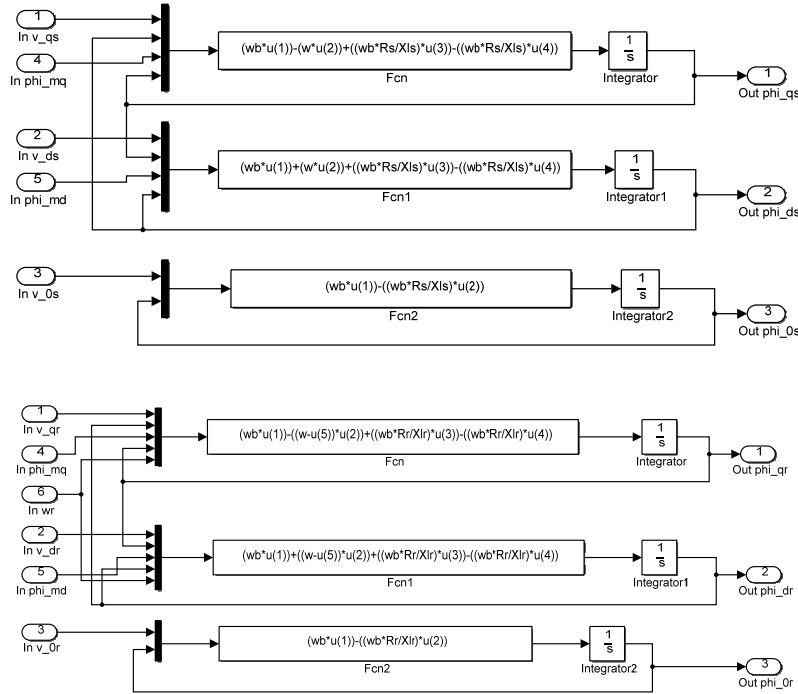 1
In v_qs
4
In phi_mq
(wb*u(1))-(w*u(2))+((wb*Rs/Xls)*u(3))-((wb*Rs/Xls)*u(4))
Fcn
1
s
Integrator
1
Out phi_qs
2
In v_ds
5
In phi_md
(wb*u(1))+(w*u(2))+((wb*Rs/Xls)*u(3))-((wb*Rs/Xls)*u(4))
Fcn1
1
s
Integrator1
2
Out phi_ds
3
In v_0s
(wb*u(1))-((wb*Rs/Xls)*u(2))
Fcn2
1
s
Integrator2
3
Out phi_0s
1
In v_qr
4
In phi_mq
6
In wr
(wb*u(1))-((w-u(5))*u(2))+((wb*Rr/Xlr)*u(3))-((wb*Rr/Xlr)*u(4))
Fcn
1
s
Integrator
1
Out phi_qr
2
In v_dr
5
In phi_md
(wb*u(1))+((w-u(5))*u(2))+((wb*Rr/Xlr)*u(3))-((wb*Rr/Xlr)*u(4))
Fcn1
1
s
Integrator1
2
Out phi_dr
3
In v_0r
(wb*u(1))-((wb*Rr/Xlr)*u(2))
Fcn2
1
s
Integrator2
3
Out phi_0r